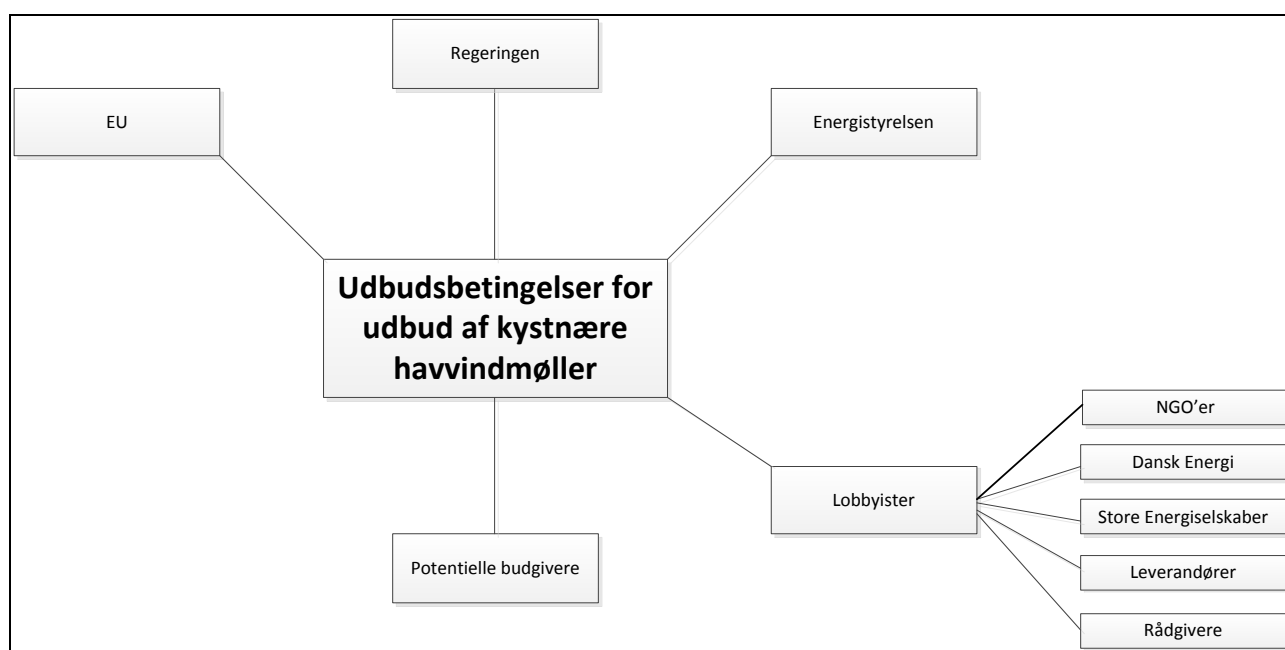 Regeringen
EU
Energistyrelsen
Udbudsbetingelser for
udbud af kystnære
havvindmøller
NGO’er
Dansk Energi
Lobbyister
Store Energiselskaber
Potentielle budgivere
Leverandører
Rådgivere